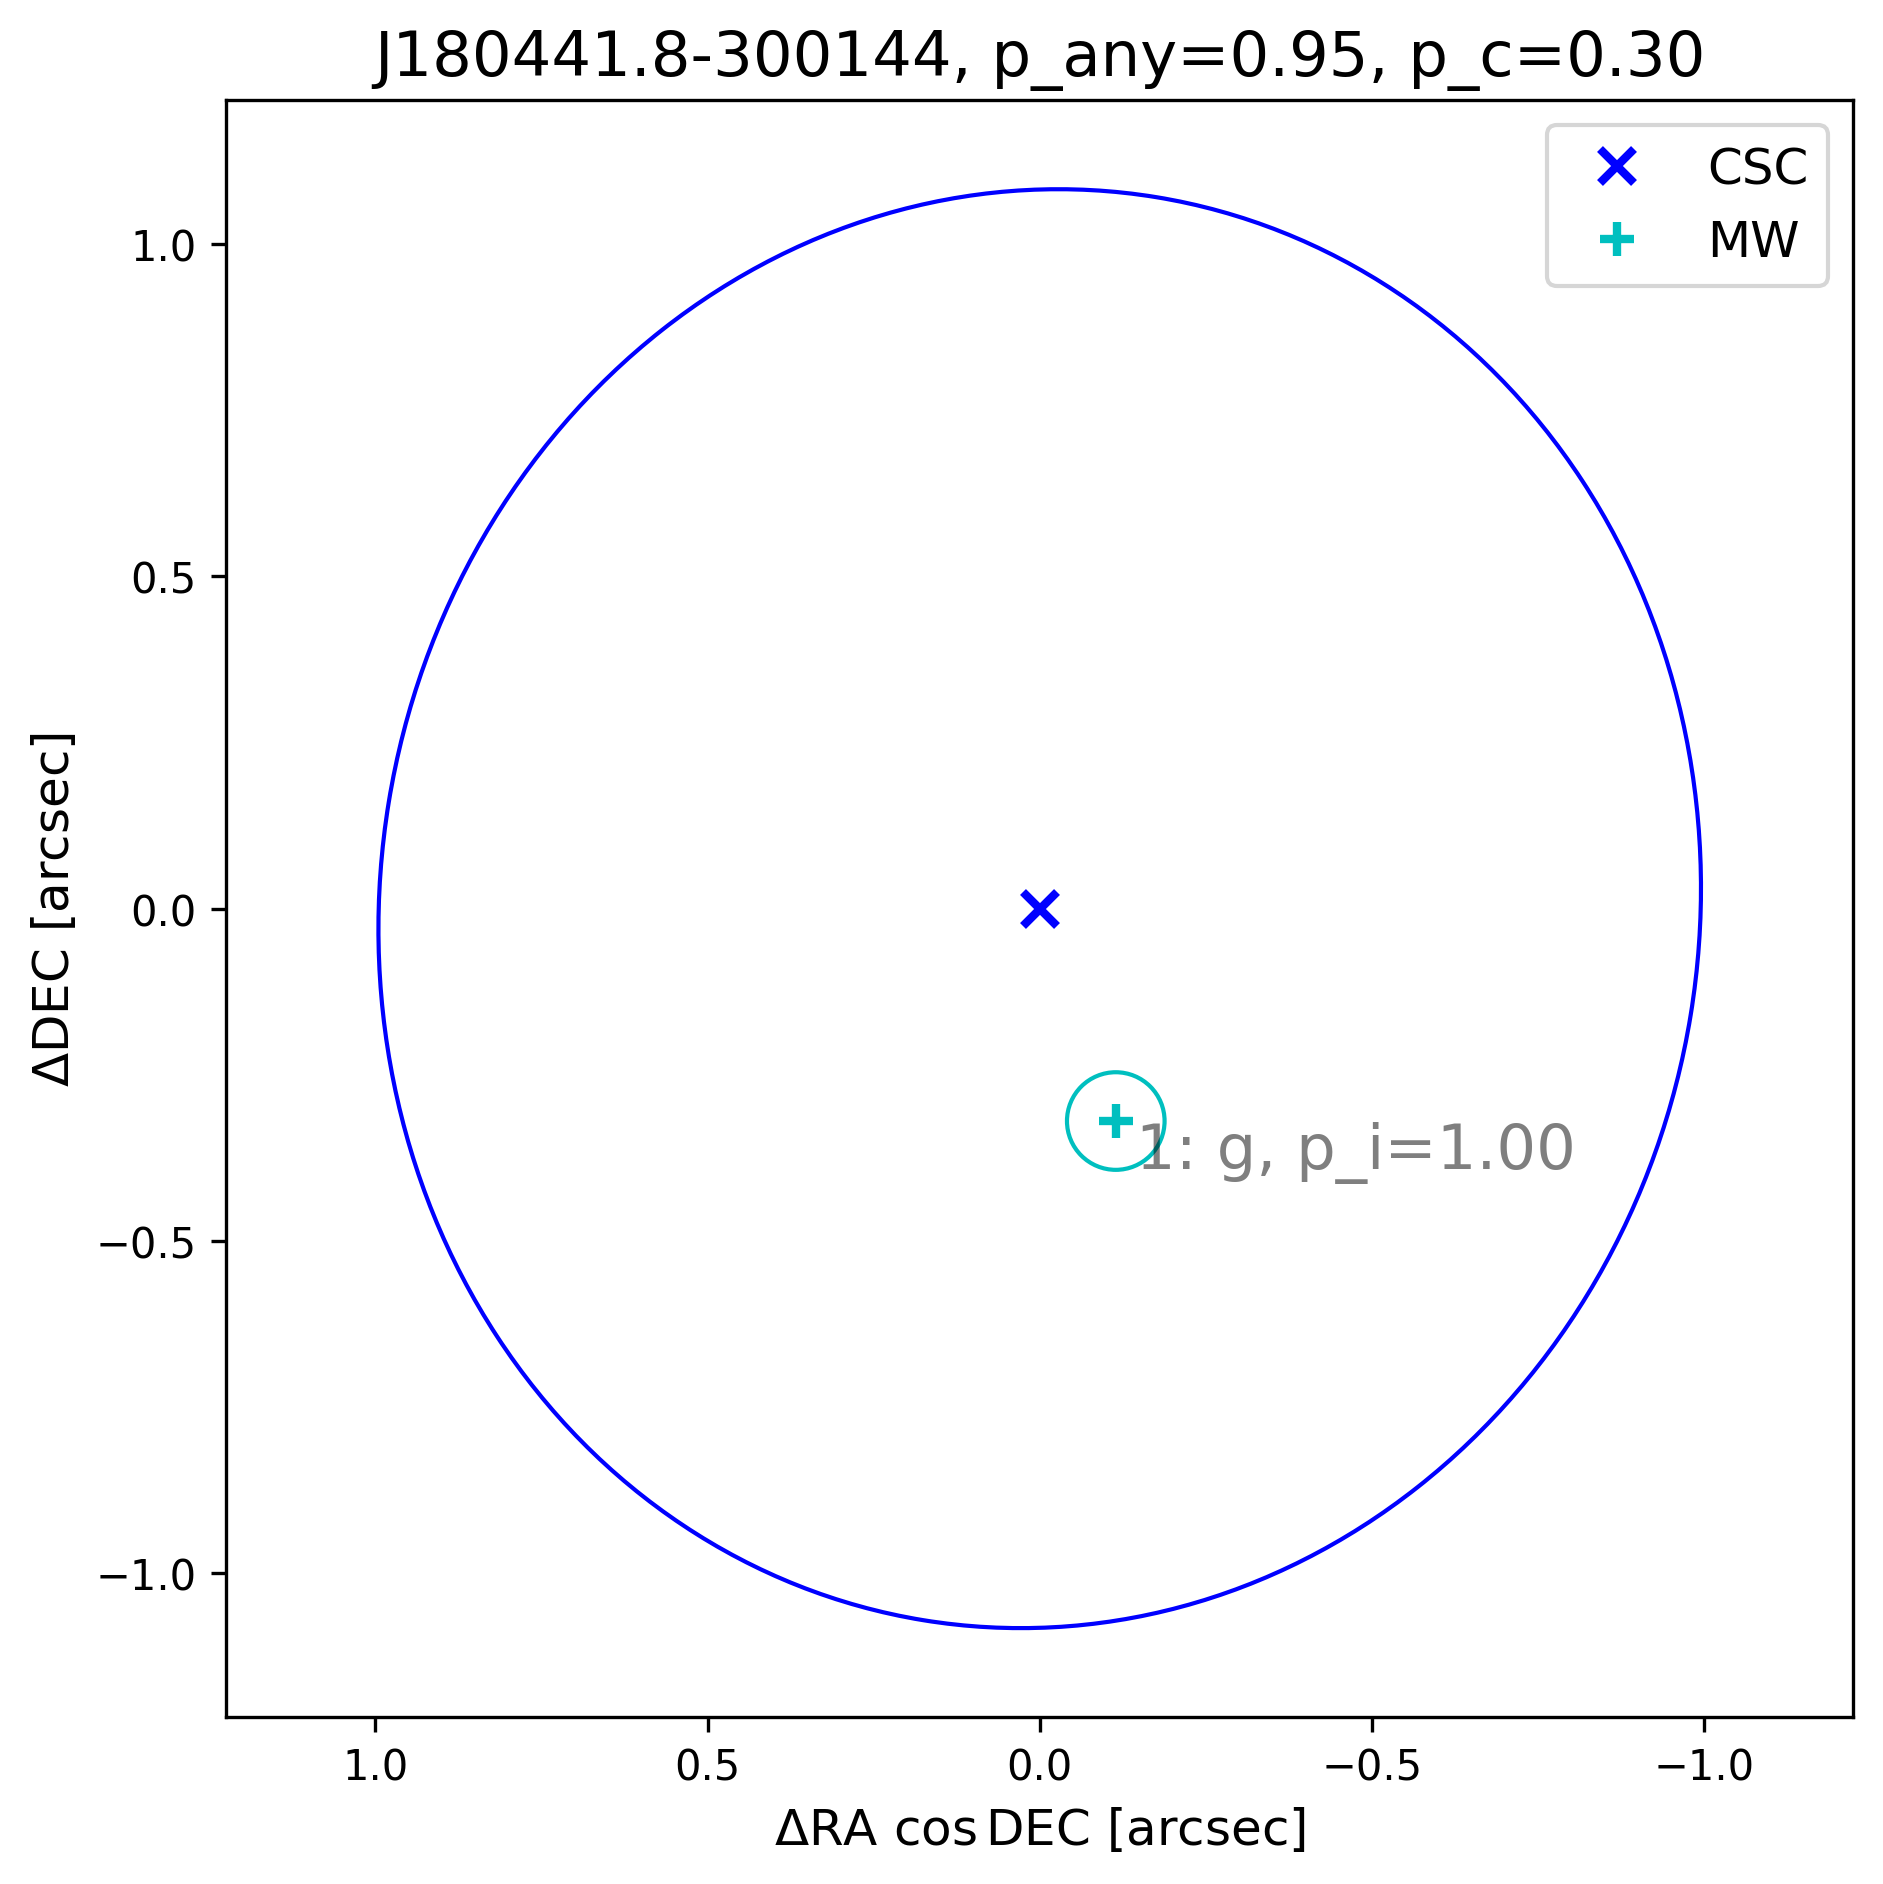 J180441.8-300144, p_any=0.95, p_c=0.30
CSC
MW
1.0
0.5
0.0
−0.5
−1.0
ΔDEC [arcsec]
1: g, p_i=1.00
1.0
0.5
0.0
−0.5
−1.0
ΔRA cos DEC [arcsec]